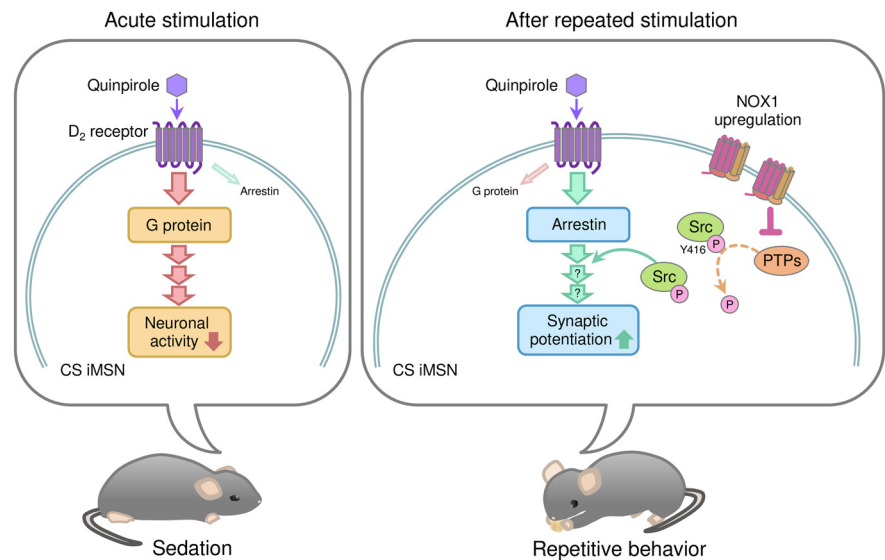 Acute stimulation
Quinpirole
D2 receptor
Arrestin
G protein
Neuronal
activity
CS iMSN
Sedation
After repeated stimulation
Quinpirole
NOX1
upregulation
G protein
Arrestin
Src
P
Y416
PTPs
?
Src
?
P
P
Synaptic
potentiation
CS iMSN
Repetitive behavior